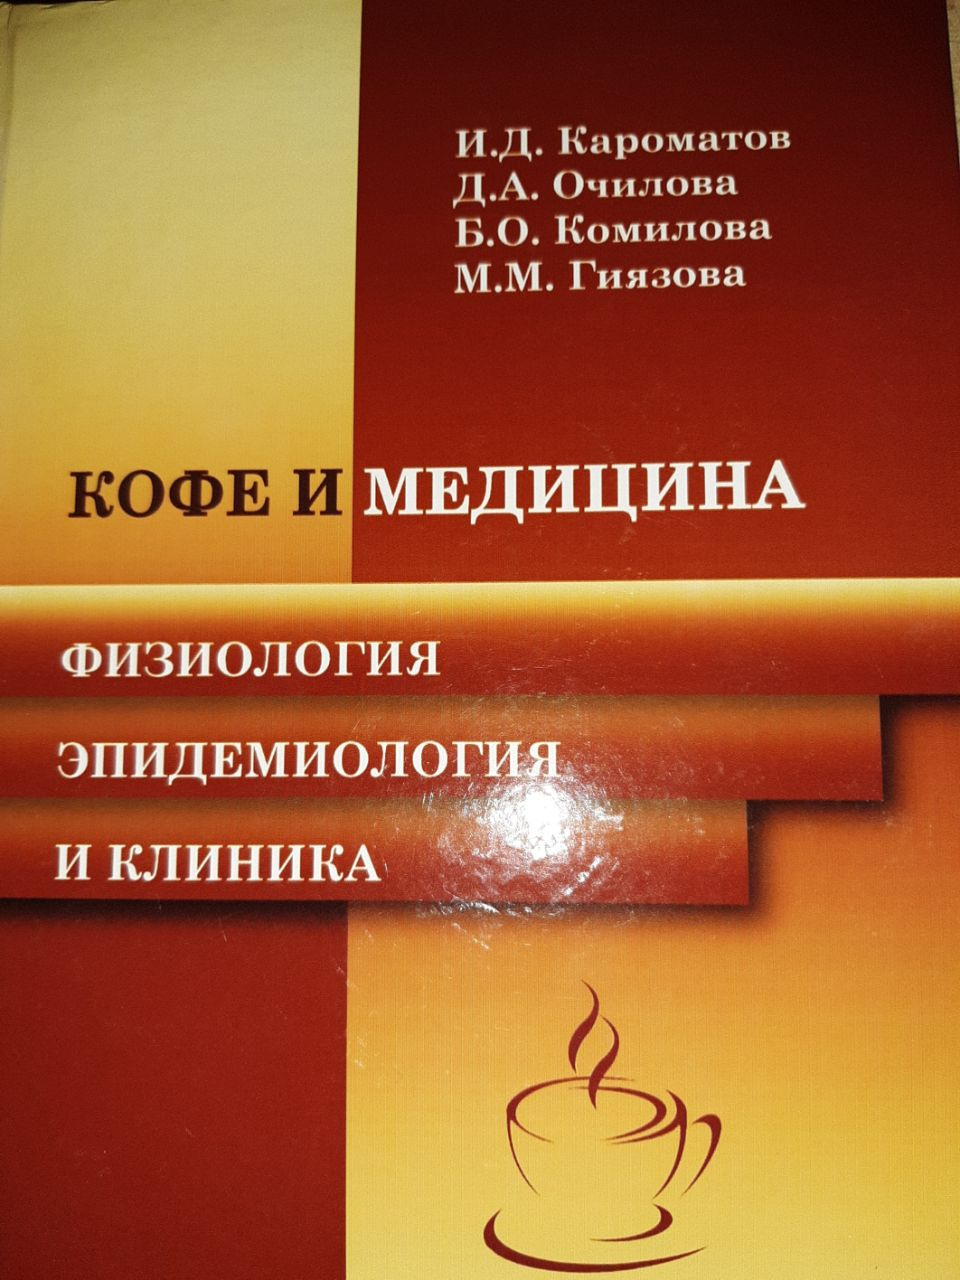 И.Д. Кароматов
Д.А. Очилова
Б.О. Комилова
М.М. Гиязова
КОФЕ И МЕДИЦИНА
ФИЗИОЛОГИЯ
ЭПИДЕМИОЛОГИЯ
И КЛИНИКА